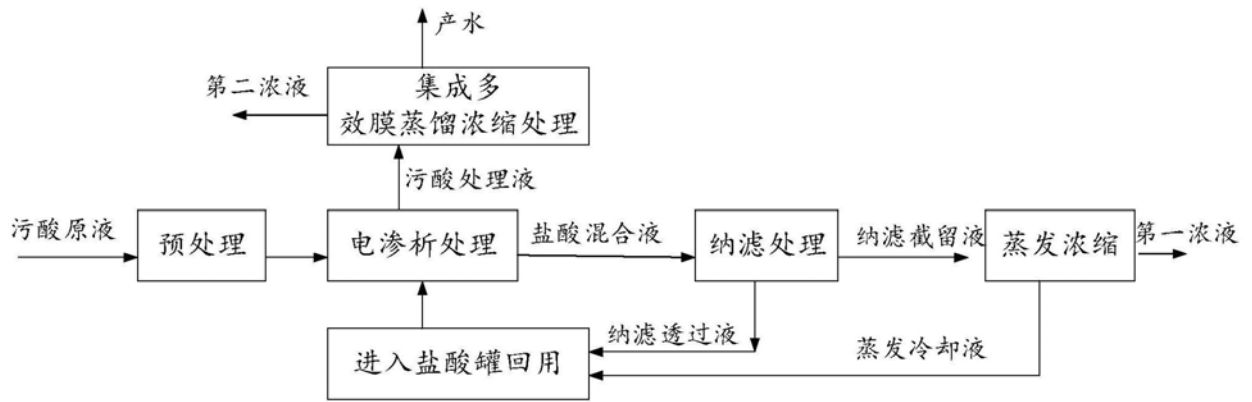 产水
第二浓液
集成多
效膜蒸馏浓缩处理
污酸处理液
污酸原液
预处理
电渗析处理
盐酸混合液
纳滤处理
纳滤截留液
蒸发浓缩
第一浓液
纳滤透过液
蒸发冷却液
进入盐酸罐回用